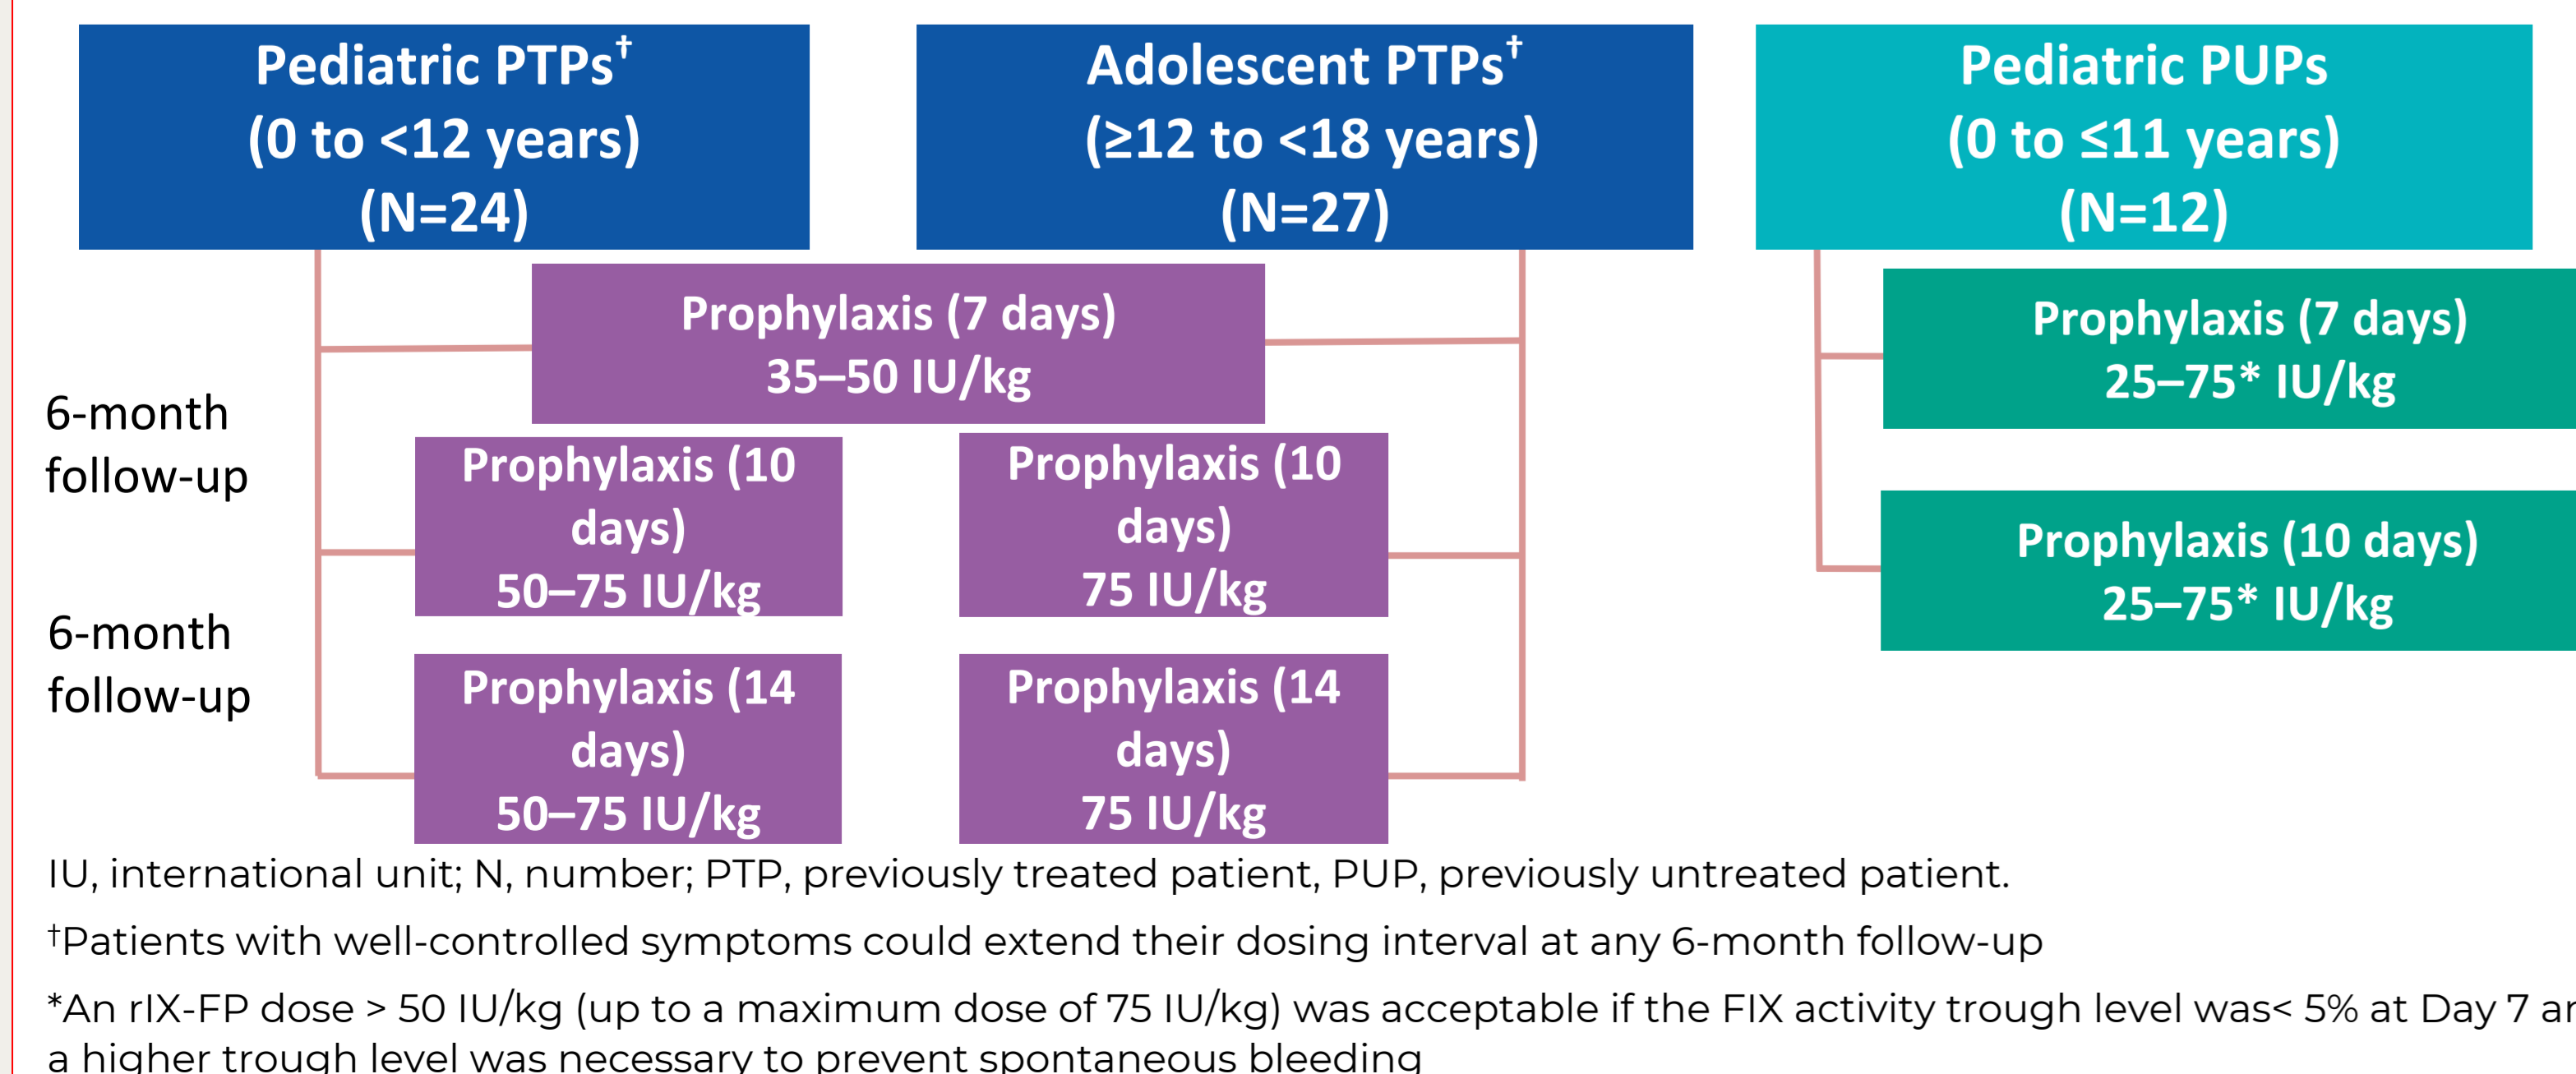 Pediatric PTPs†
(0 to <12 years)
(N=24)
Adolescent PTPs†
(≥12 to <18 years)
(N=27)
Pediatric PUPs
(0 to ≤11 years)
(N=12)
Prophylaxis (7 days)
35–50 IU/kg
Prophylaxis (7 days)
25–75* IU/kg
6-month
follow-up
Prophylaxis (10
days)
50–75 IU/kg
Prophylaxis (10
days)
75 IU/kg
Prophylaxis (10 days)
25–75* IU/kg
6-month
follow-up
Prophylaxis (14
days)
50–75 IU/kg
Prophylaxis (14
days)
75 IU/kg
IU, international unit; N, number; PTP, previously treated patient, PUP, previously untreated patient.
†Patients with well-controlled symptoms could extend their dosing interval at any 6-month follow-up
*An rIX-FP dose > 50 IU/kg (up to a maximum dose of 75 IU/kg) was acceptable if the FIX activity trough level was< 5% at Day 7
a higher trough level was necessary to prevent spontaneous bleeding